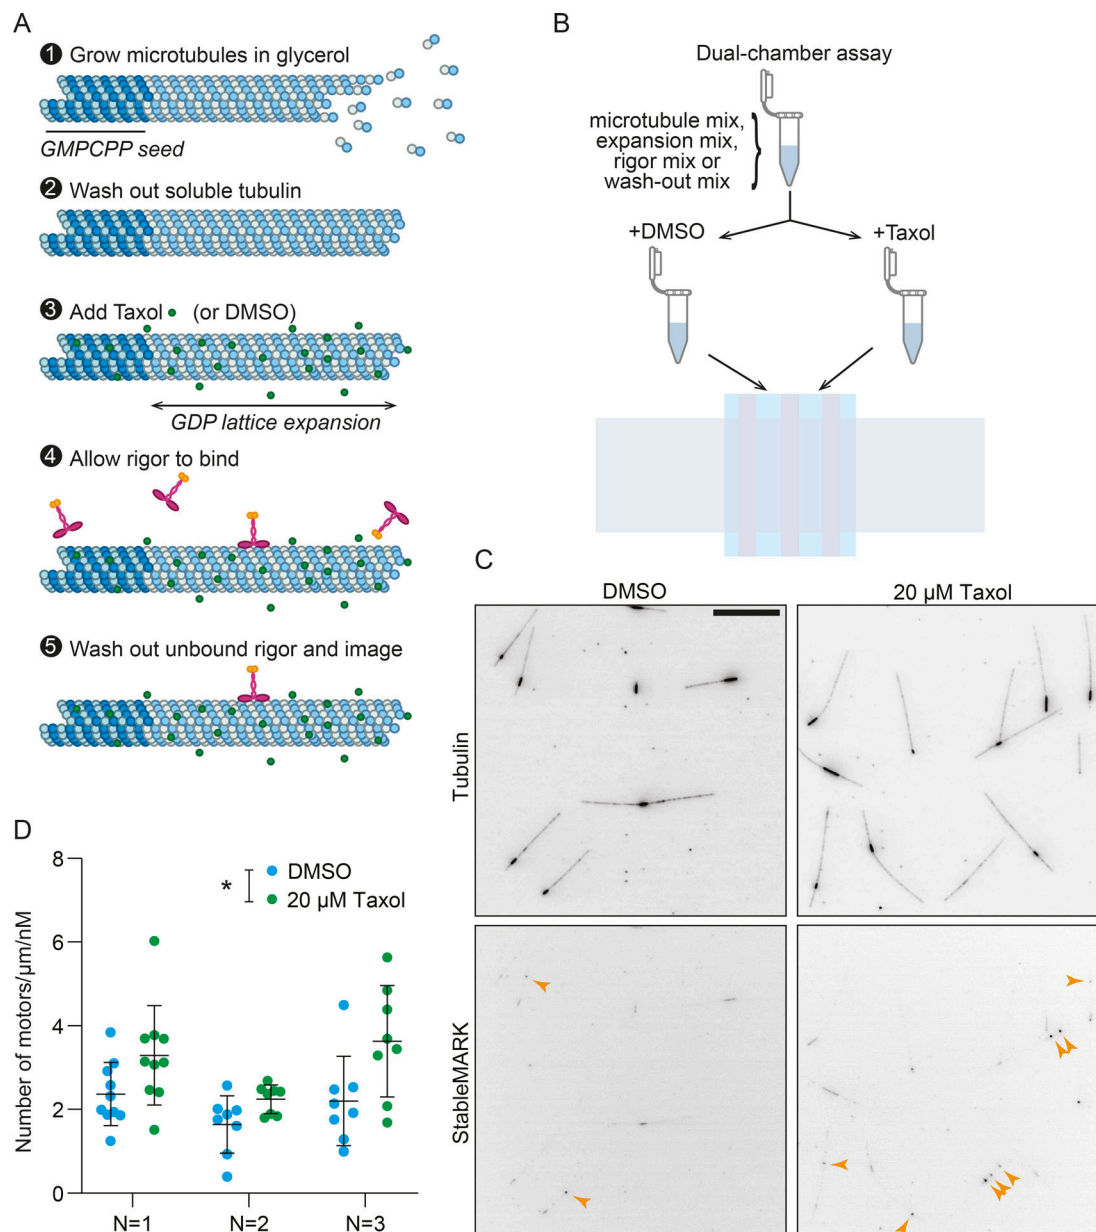 A
❶ Grow microtubules in glycerol
GMPCPP seed
❷ Wash out soluble tubulin
❸ Add Taxol (or DMSO)
GDP lattice expansion
❹ Allow rigor to bind
❺ Wash out unbound rigor and image
B
Dual-chamber assay
microtubule mix,
expansion mix,
rigor mix or
wash-out mix
+DMSO
+Taxol
C
DMSO
20 µM Taxol
Tubulin
StableMARK
D
DMSO
20 µM Taxol
*
Number of motors/µm/nM
8
6
4
2
0
N=1
N=2
N=3